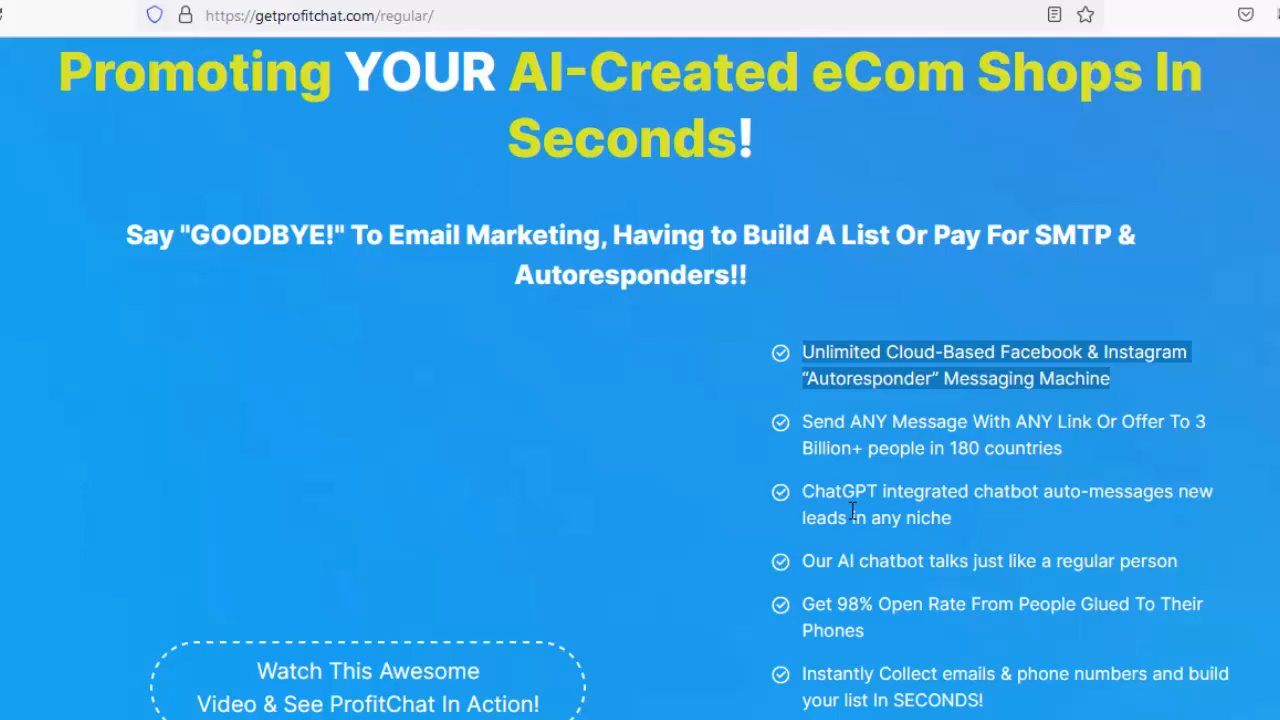 https://getprofitchat.com/regular/
Promoting YOUR AI-Created eCom Shops In
Seconds!
Say "GOODBYE!" To Email Marketing, Having to Build A List Or Pay For SMTP &
Autoresponders!!
Unlimited Cloud-Based Facebook & Instagram
“Autoresponder” Messaging Machine
Send ANY Message With ANY Link Or Offer To 3
Billion+ people in 180 countries
ChatGPT integrated chatbot auto-messages new
leads in any niche
Our AI chatbot talks just like a regular person
Get 98% Open Rate From People Glued To Their
Phones
Instantly Collect emails & phone numbers and build
your list In SECONDS!
Watch This Awesome
Video & See ProfitChat In Action!